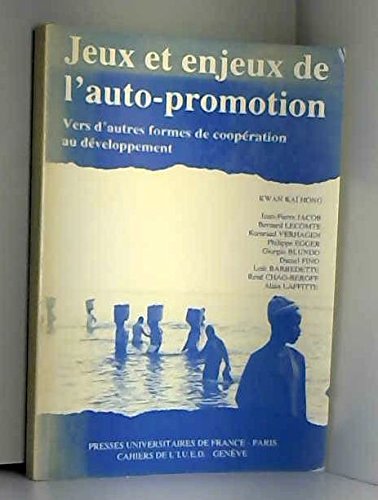 Jeux et enjeux de
l'auto-promotion
Vers d'autres formes de coopération
au développement
KWAN KAÏ HONG
Jean-Pierre JACOB
Bernard LECOMTE
Koenraad VERHAGEN
Philippe EGGER
Giorgio BLUNDO
Daniel FINO
Loïc BARBEDETTE
René CHAO-BEROFF
Alain LAFFITTE
PRESSES UNIVERSITAIRES DE FRANCE - PARIS
CAHIERS DE L'I.U.E.D. GENÈVE